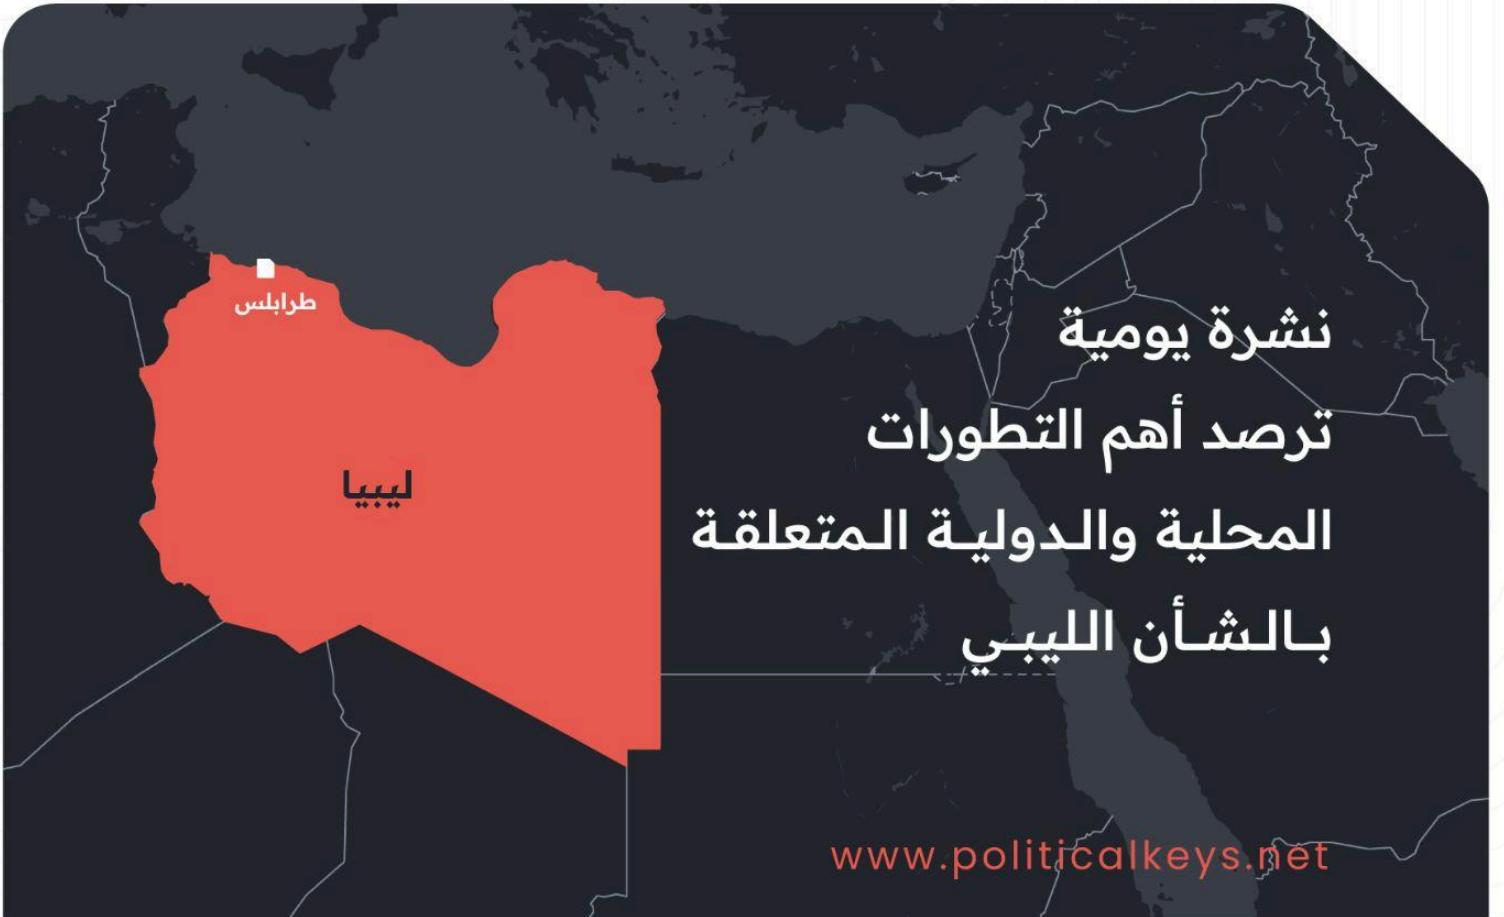 طرابلس
ليبيا
نشرة يومية
ترصد أهم التطورات
المحلية والدولية المتعلقة
بالشأن الليبي
www.politicalkeys.net